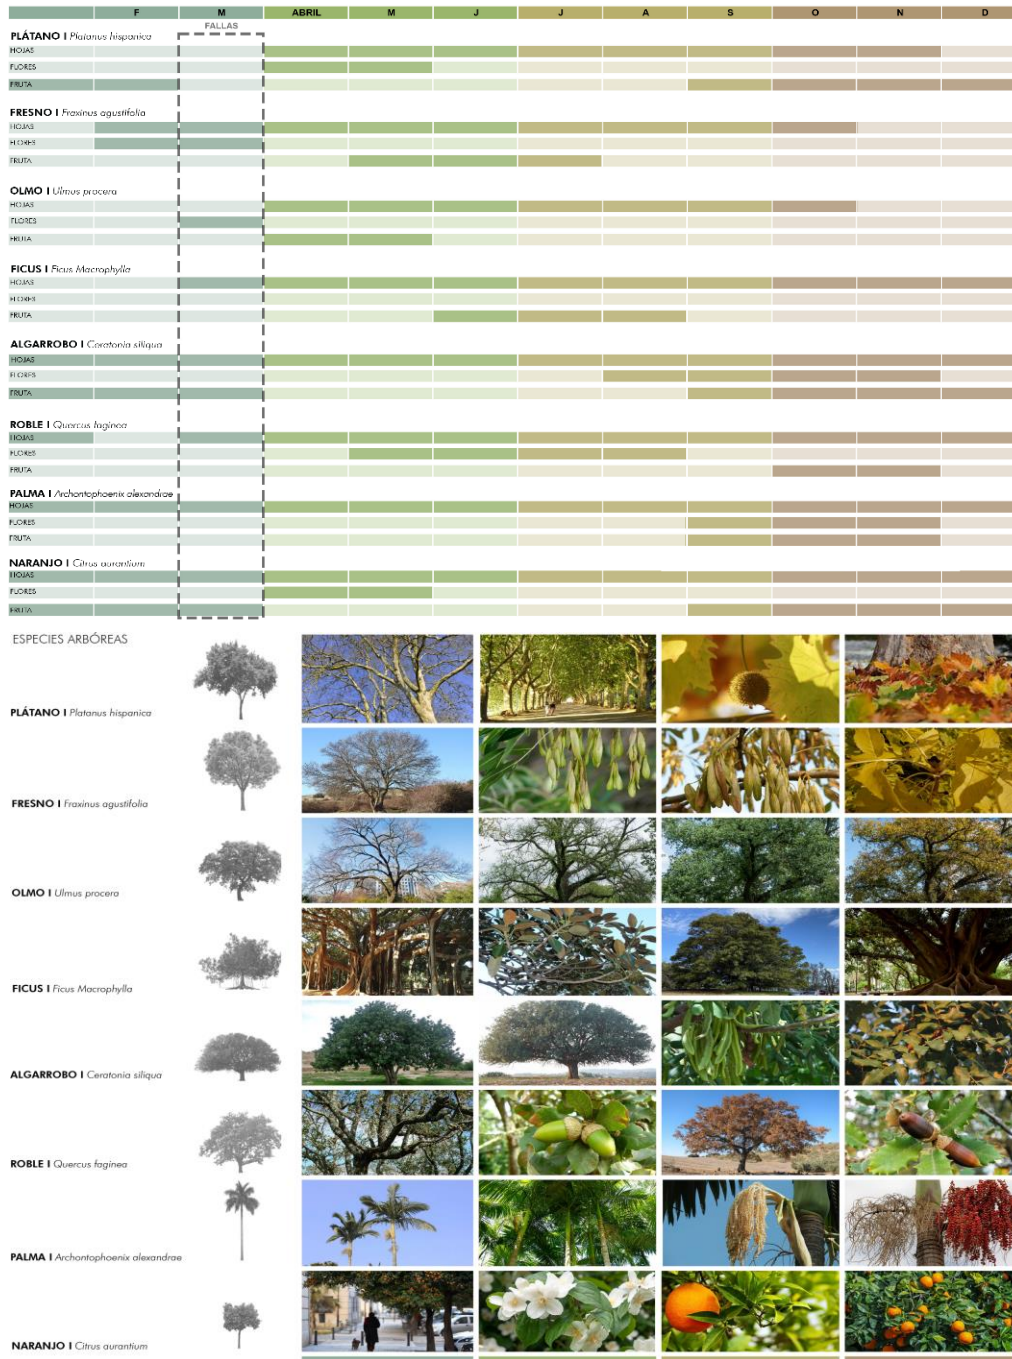 F M ABRIL M J J A S O N D
FALLAS
PLÁTANO I Platanus hispanica
HOJAS
FLORES
FRUTA
FRESNO I Fraxinus agustifolia
HOJAS
FLORES
FRUTA
OLMO I Ulmus procera
HOJAS
FLORES
FRUTA
FICUS I Ficus Macrophylla
HOJAS
FLORES
FRUTA
ALGARROBO I Ceratonia siliqua
HOJAS
FLORES
FRUTA
ROBLE I Quercus faginea
HOJAS
FLORES
FRUTA
PALMA I Archontophoenix alexandrae
HOJAS
FLORES
FRUTA
NARANJO I Citrus aurantium
HOJAS
FLORES
FRUTA
ESPECIES ARBÓREAS
PLÁTANO I Platanus hispanica
FRESNO I Fraxinus agustifolia
OLMO I Ulmus procera
FICUS I Ficus Macrophylla
ALGARROBO I Ceratonia siliqua
ROBLE I Quercus faginea
PALMA I Archontophoenix alexandrae
NARANJO I Citrus aurantium